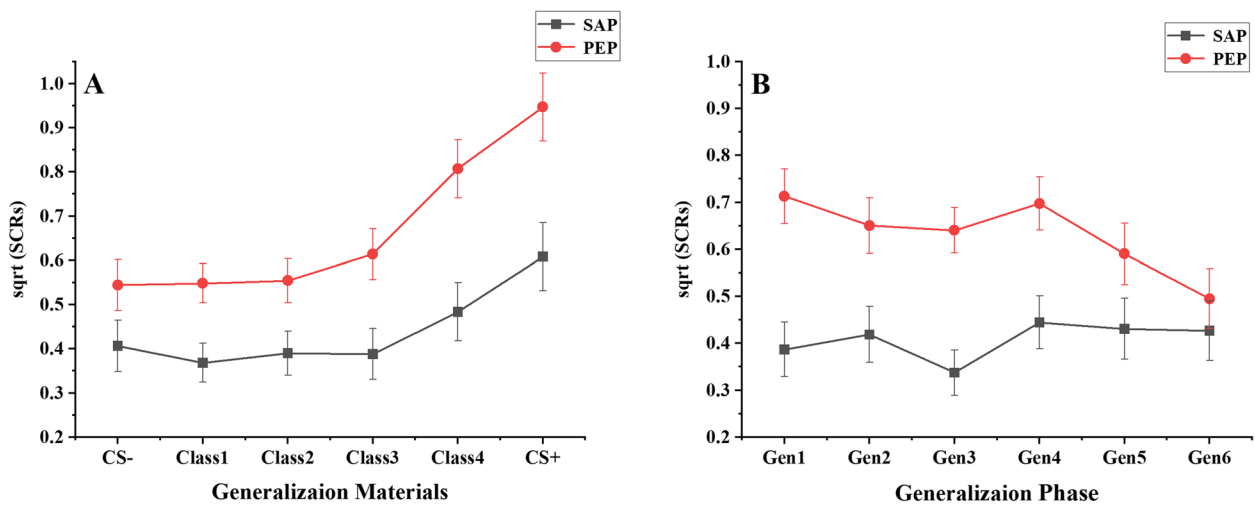 SAP
PEP
A
1.0
0.9
0.8
0.7
0.6
0.5
0.4
0.3
0.2
sqrt (SCRs)
CS- Class1 Class2 Class3 Class4 CS+
Generalizaion Materials
SAP
PEP
B
1.0
0.9
0.8
0.7
0.6
0.5
0.4
0.3
0.2
sqrt (SCRs)
Gen1 Gen2 Gen3 Gen4 Gen5 Gen6
Generalizaion Phase